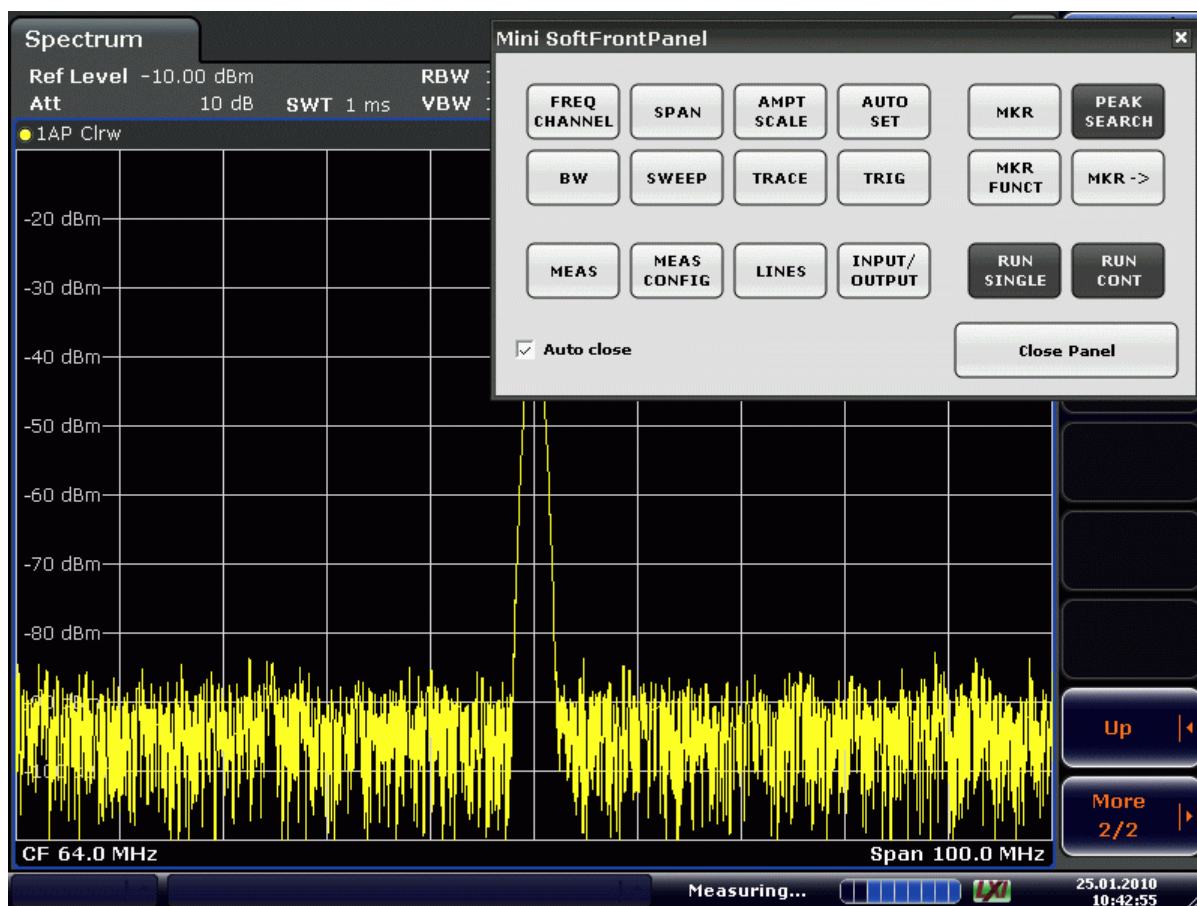 Spectrum
Ref Level -10.00 dBm RBW
Att 10 dB SWT 1 ms VBW
1AP Clrw
-20 dBm
-30 dBm
-40 dBm
-50 dBm
-60 dBm
-70 dBm
-80 dBm
CF 64.0 MHz Span 100.0 MHz
Mini SoftFrontPanel
FREQ CHANNEL
SPAN
AMPT SCALE
AUTO SET
MKR
PEAK SEARCH
BW
SWEEP
TRACE
TRIG
MKR FUNCT
MKR ->
MEAS
MEAS CONFIG
LINES
INPUT/ OUTPUT
RUN SINGLE
RUN CONT
Auto close
Close Panel
Up
More
2/2
Measuring...
LXI
25.01.2010
10:42:55